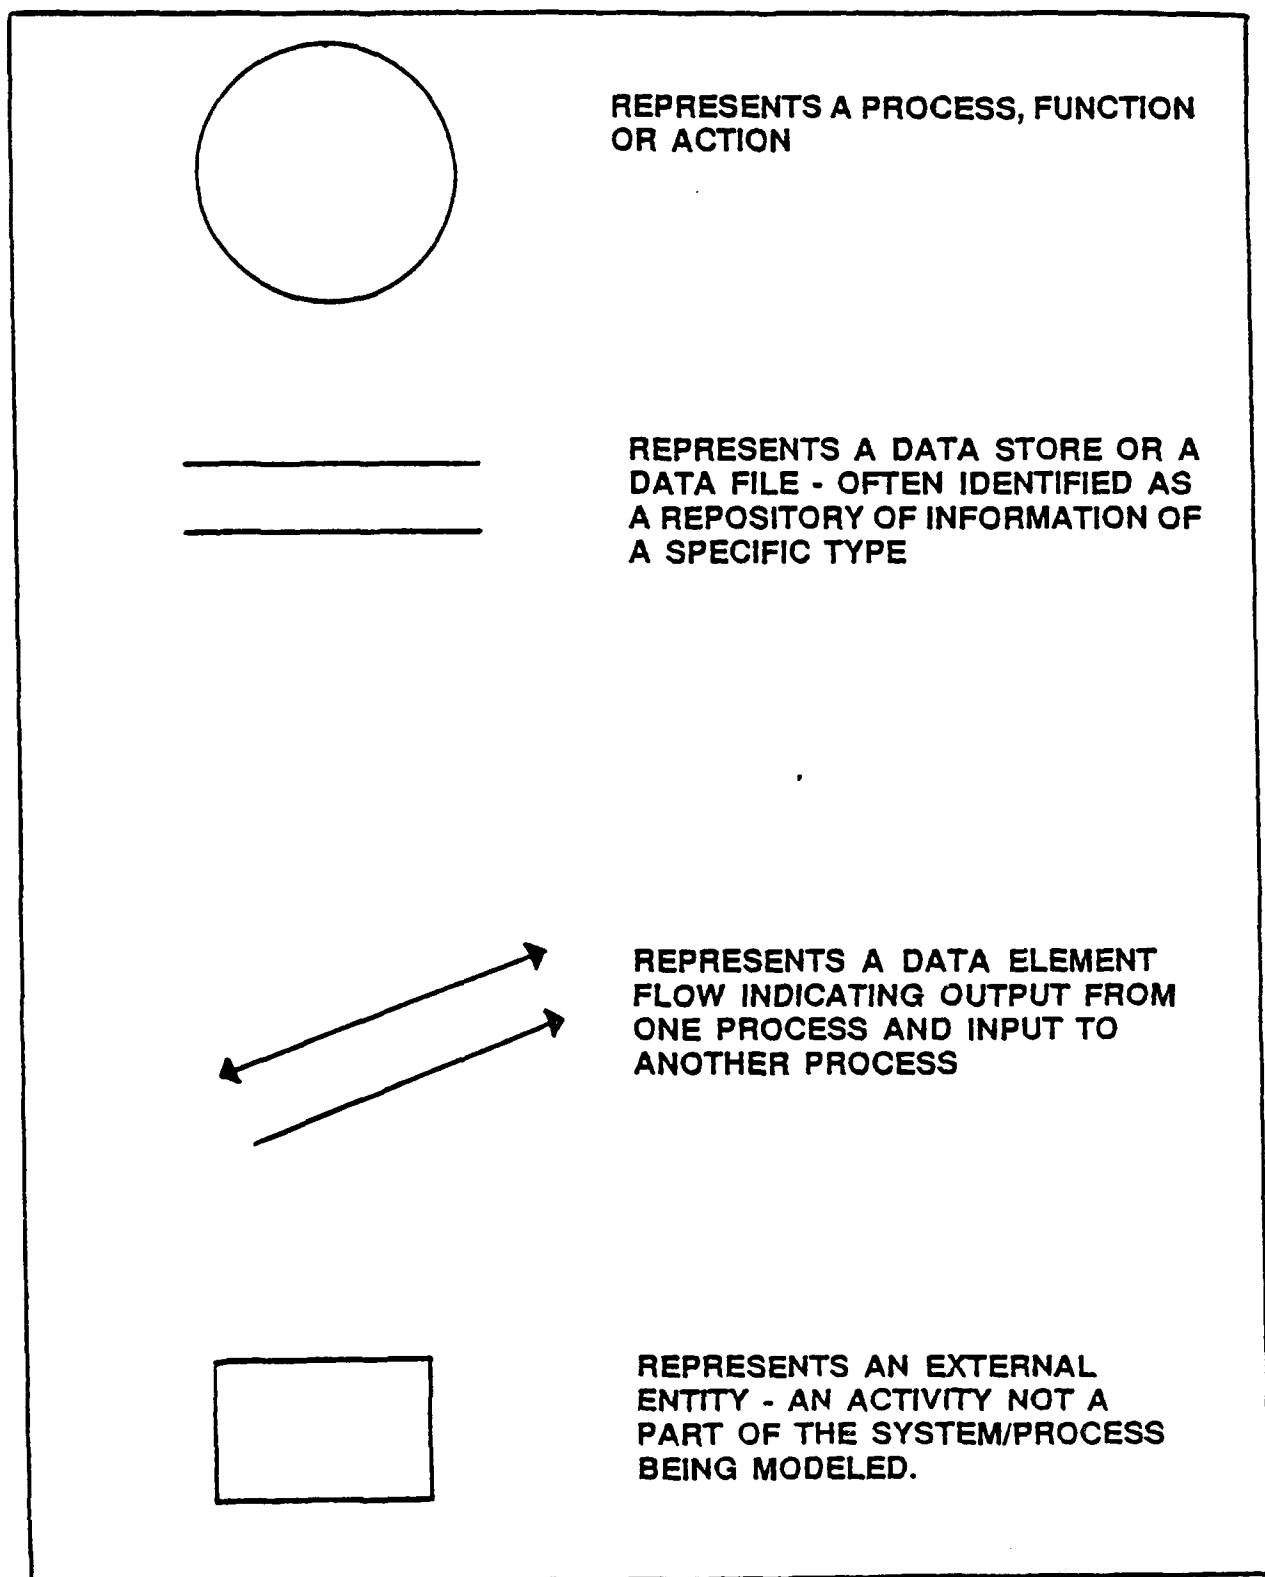 REPRESENTS A PROCESS, FUNCTION
OR ACTION
REPRESENTS A DATA STORE OR A
DATA FILE - OFTEN IDENTIFIED AS
A REPOSITORY OF INFORMATION OF
A SPECIFIC TYPE
REPRESENTS A DATA ELEMENT
FLOW INDICATING OUTPUT FROM
ONE PROCESS AND INPUT TO
ANOTHER PROCESS
REPRESENTS AN EXTERNAL
ENTITY - AN ACTIVITY NOT A
PART OF THE SYSTEM/PROCESS
BEING MODELED.